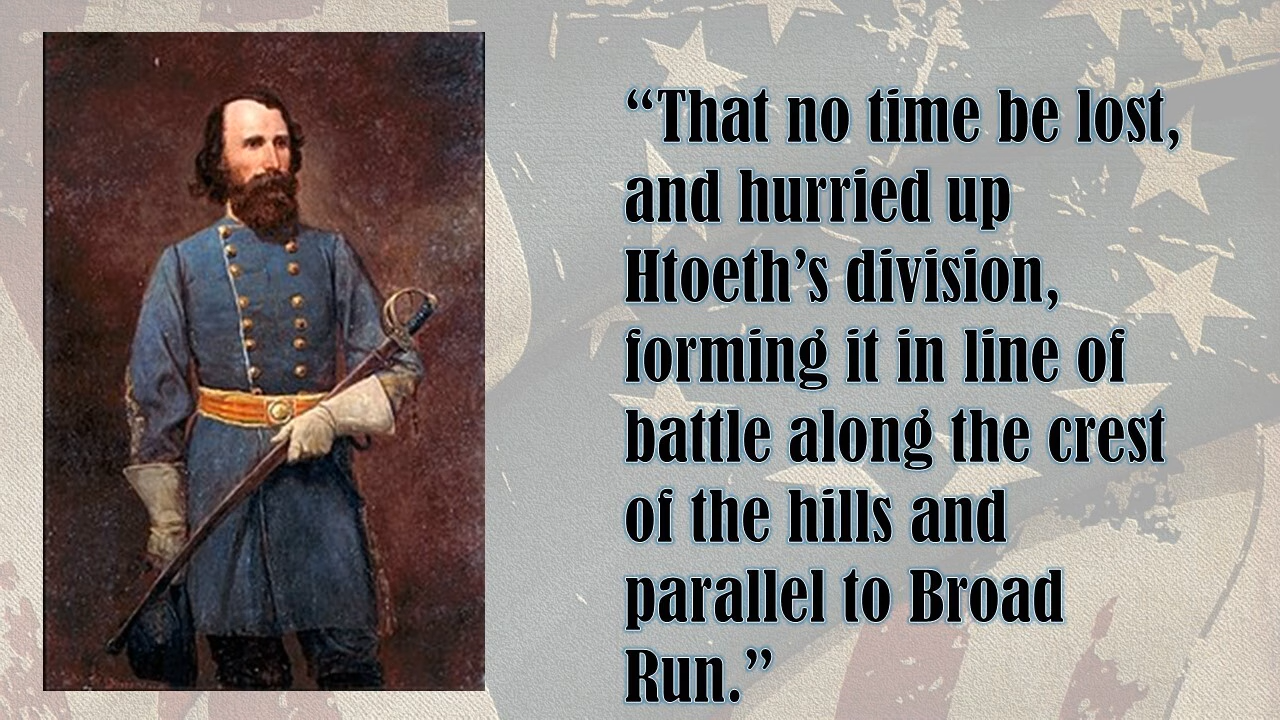 “That no time be lost,
and hurried up
Htoeth’s division,
forming it in line of
battle along the crest
of the hills and
parallel to Broad
Run.”